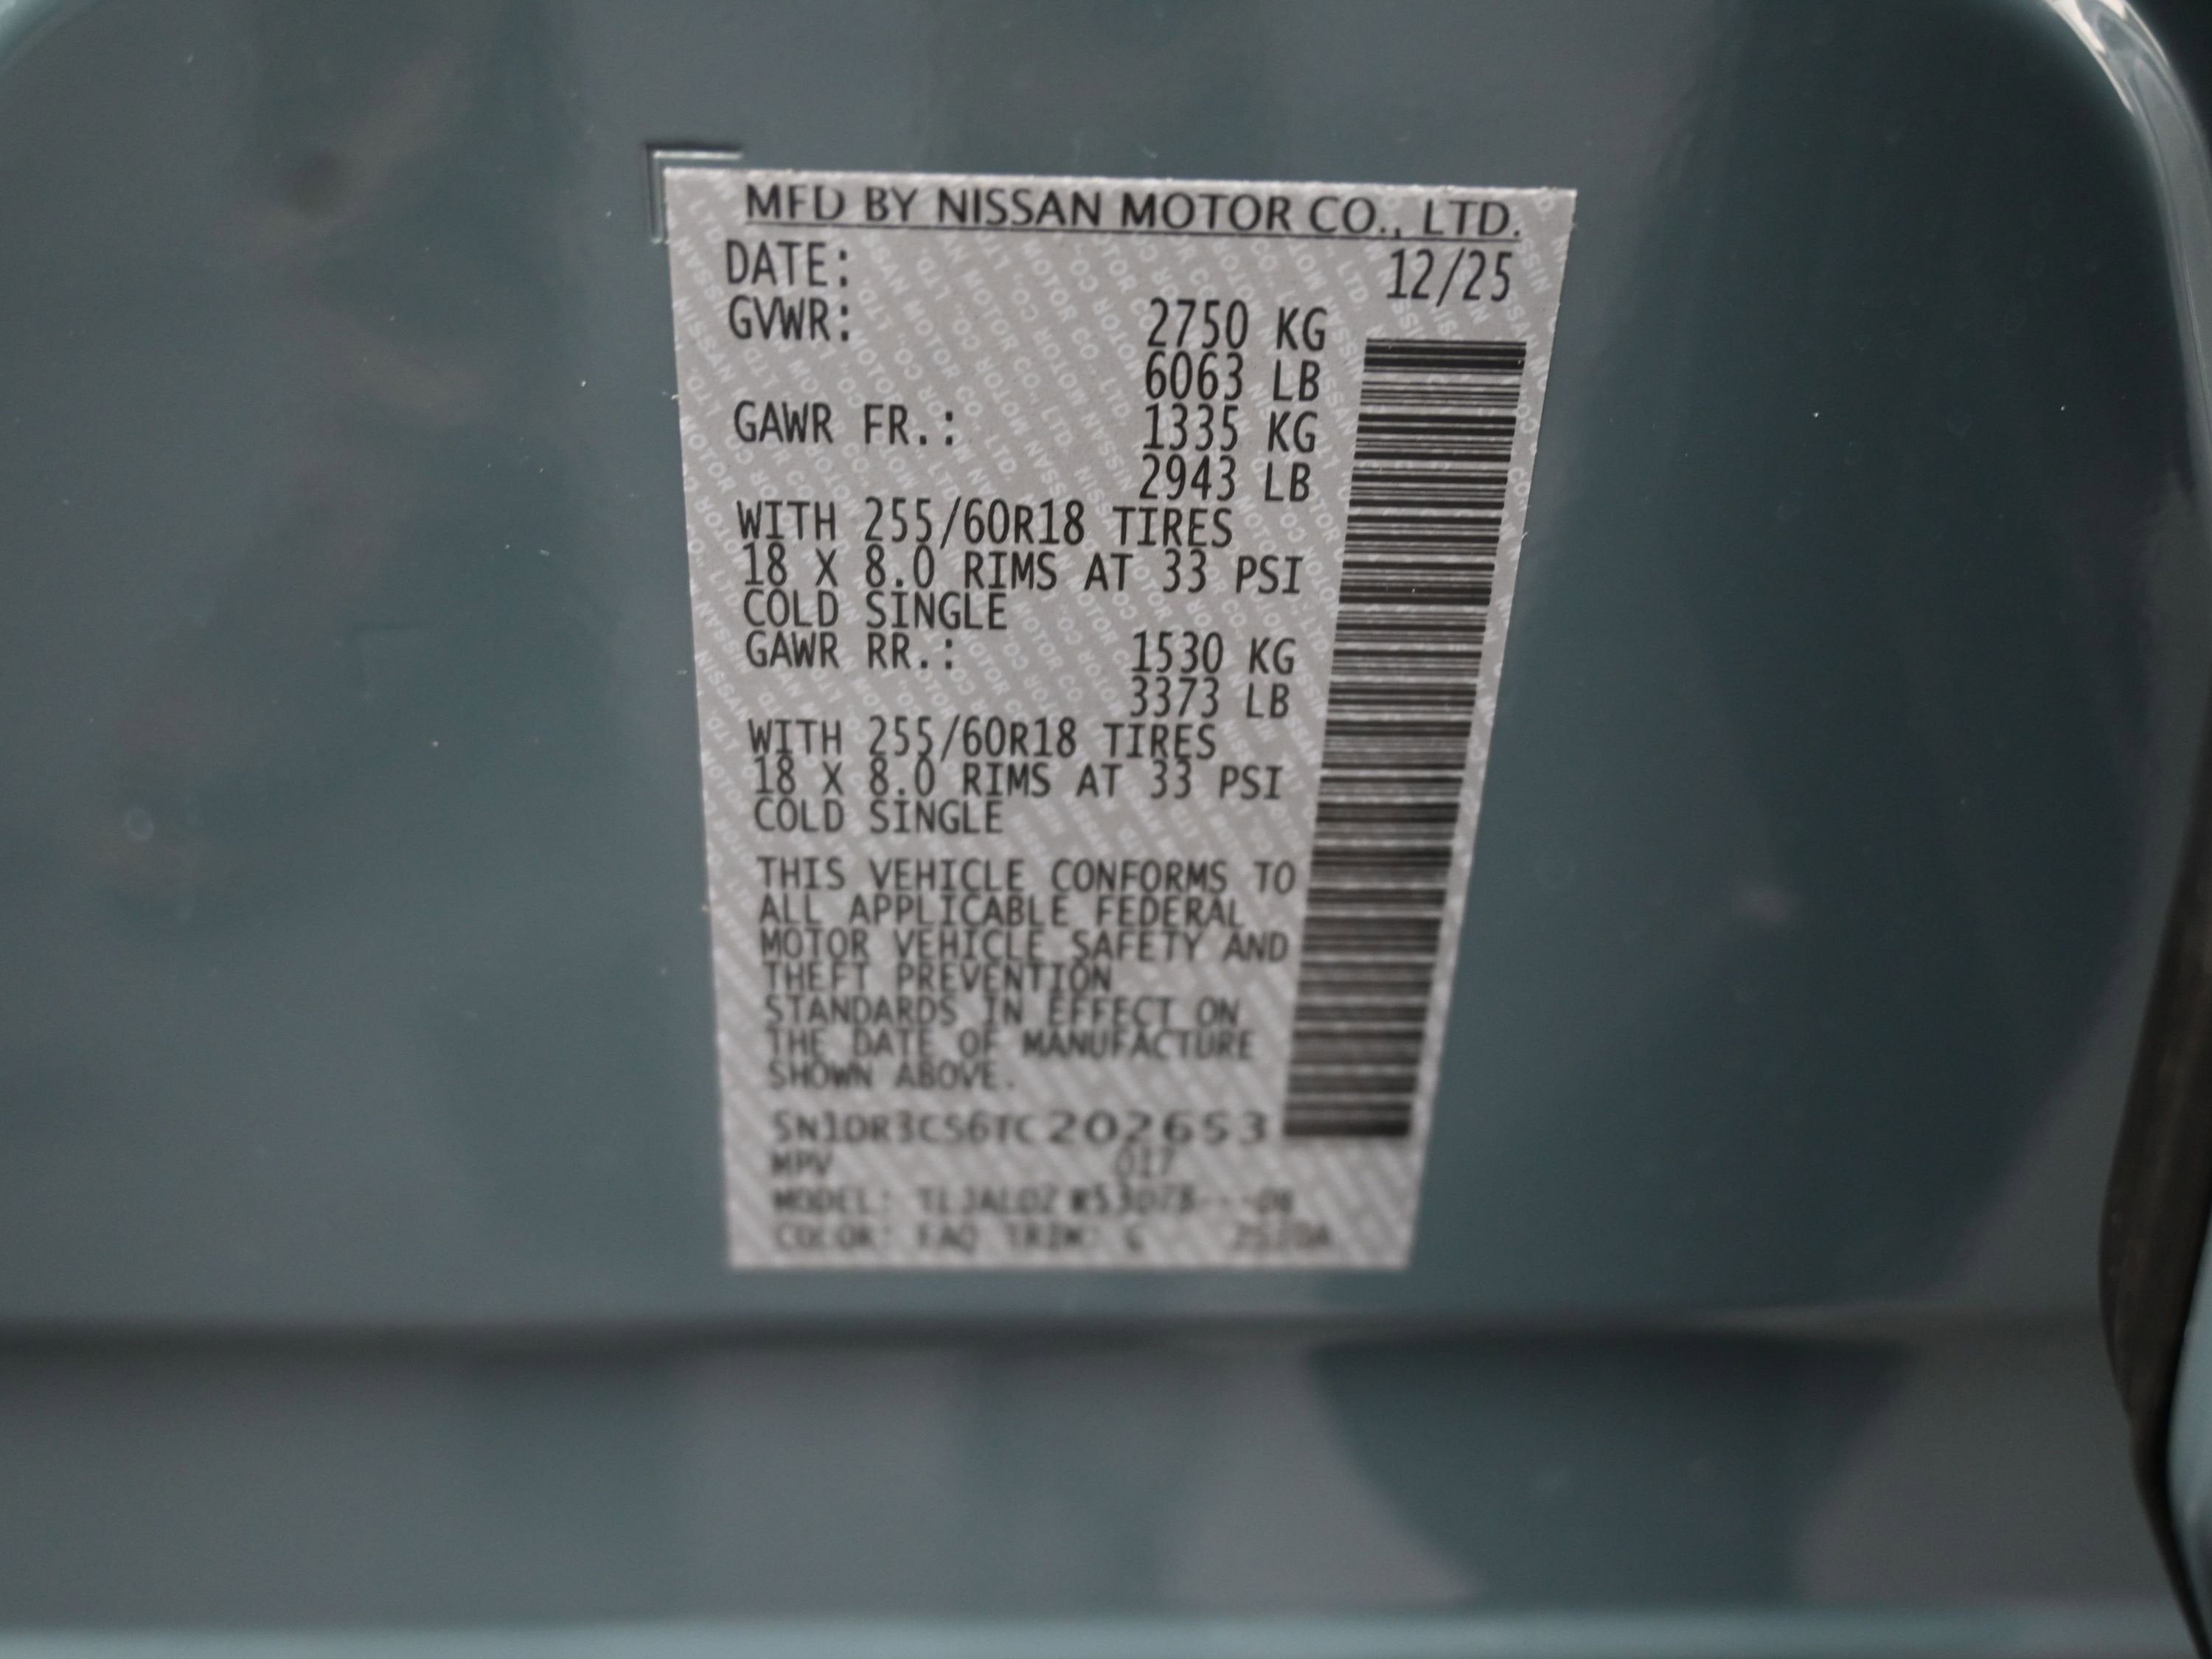 MFD BY NISSAN MOTOR CO., LTD.
DATE: 12/25
GVWR: 2750 KG
6063 LB
GAWR FR.: 1335 KG
2943 LB
WITH 255/60R18 TIRES
18 X 8.0 RIMS AT 33 PSI
COLD SINGLE
GAWR RR.: 1530 KG
3373 LB
WITH 255/60R18 TIRES
18 X 8.0 RIMS AT 33 PSI
COLD SINGLE
THIS VEHICLE CONFORMS TO
ALL APPLICABLE FEDERAL
MOTOR VEHICLE SAFETY AND
THEFT PREVENTION
STANDARDS IN EFFECT ON
THE DATE OF MANUFACTURE
SHOWN ABOVE.
5N1DR3CS6TC202653
MPV 017
MODEL:
COLOR: TRIM: G